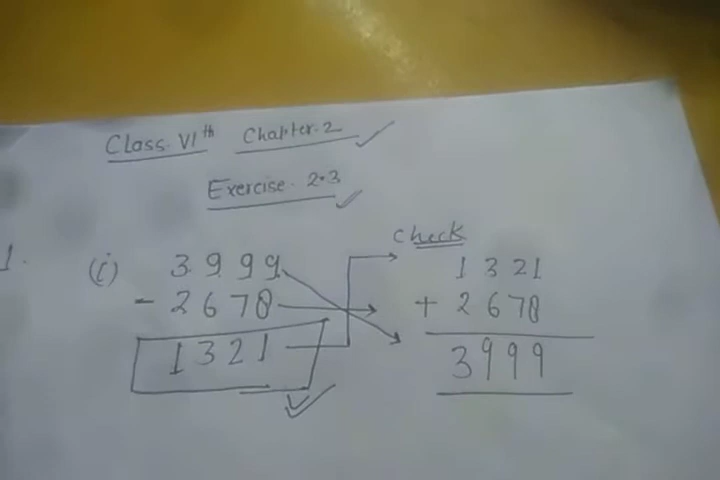 Class. VIth Chapter. 2
Exercise. 2.3
1. (i) 3999
- 2678
1321
Check
1321
+ 2678
3999